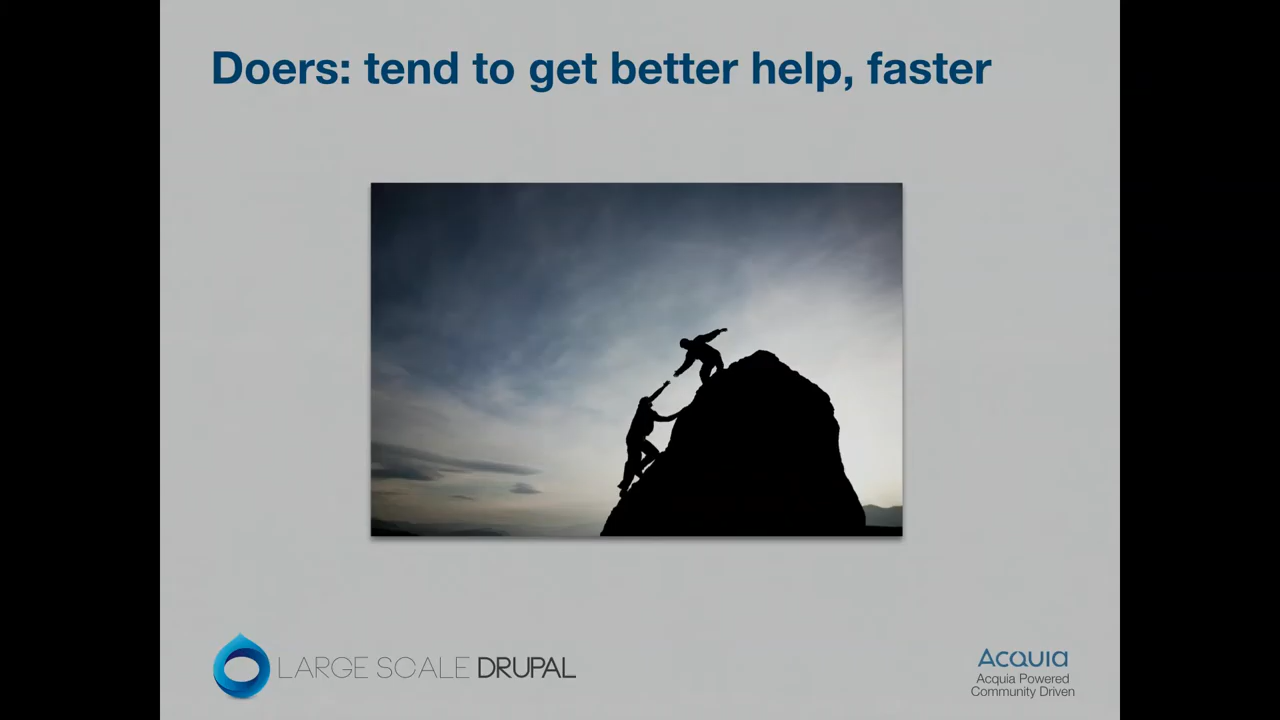 Doers: tend to get better help, faster
LARGE SCALE DRUPAL
Acquia
Acquia Powered
Community Driven